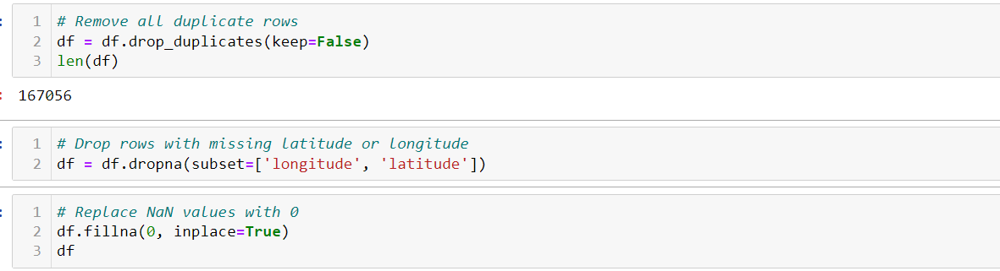 1 # Remove all duplicate rows
2 df = df.drop_duplicates(keep=False)
3 len(df)
167056
1 # Drop rows with missing latitude or longitude
2 df = df.dropna(subset=['longitude', 'latitude'])
1 # Replace NaN values with 0
2 df.fillna(0, inplace=True)
3 df